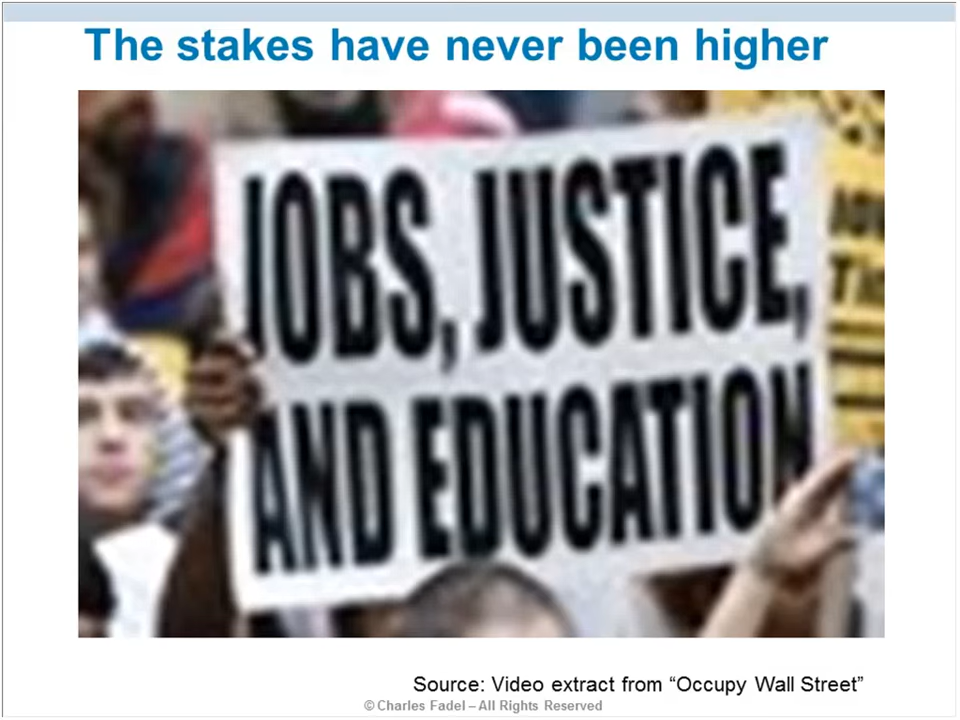 The stakes have never been higher
JOBS, JUSTICE,
AND EDUCATION
Source: Video extract from “Occupy Wall Street”
© Charles Fadel – All Rights Reserved